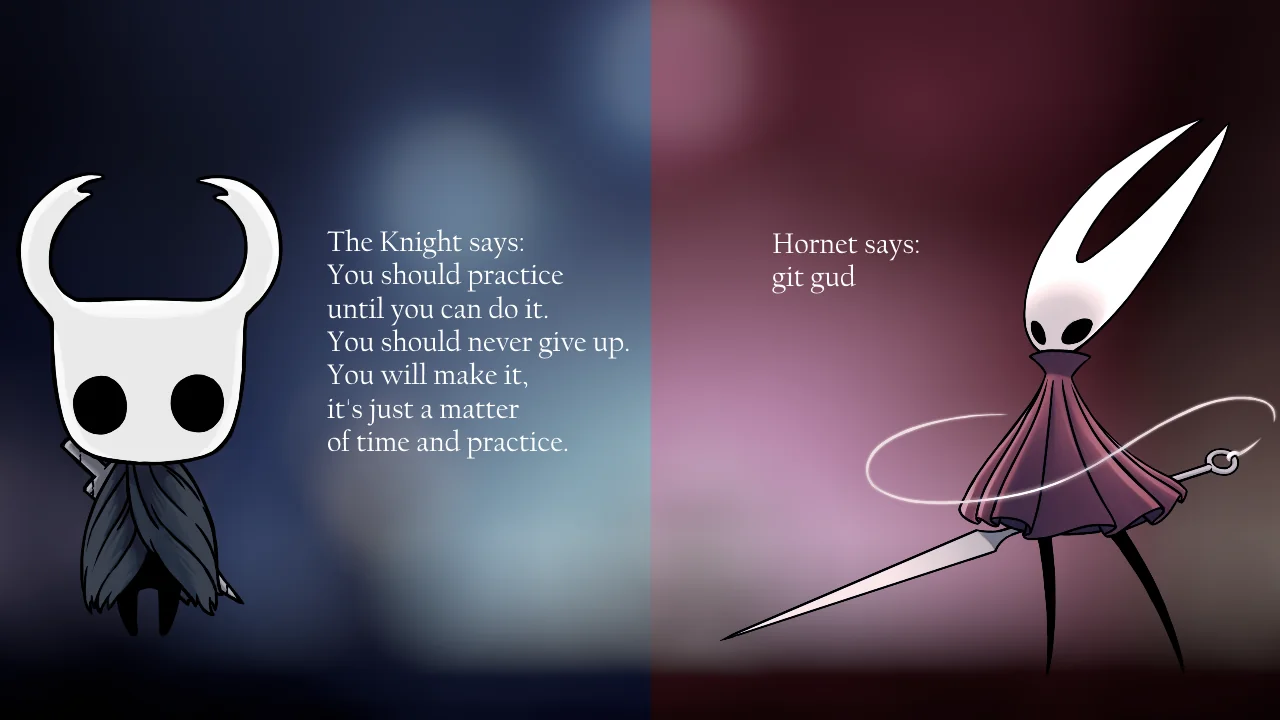 The Knight says:
You should practice
until you can do it.
You should never give up.
You will make it,
it's just a matter
of time and practice.
Hornet says:
git gud